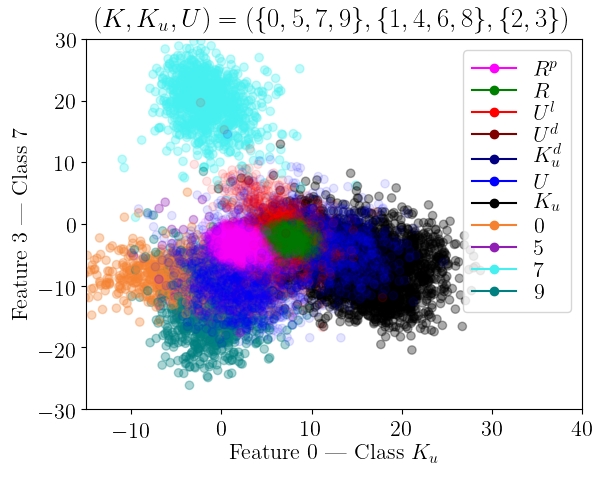 (K, K_u, U) = ({0, 5, 7, 9}, {1, 4, 6, 8}, {2, 3})
30
20
10
0
−10
−20
−30
Feature 3 — Class 7
R^p
R
U^l
U^d
K_u^d
U
K_u
0
5
7
9
−10
0
10
20
30
40
Feature 0 — Class K_u